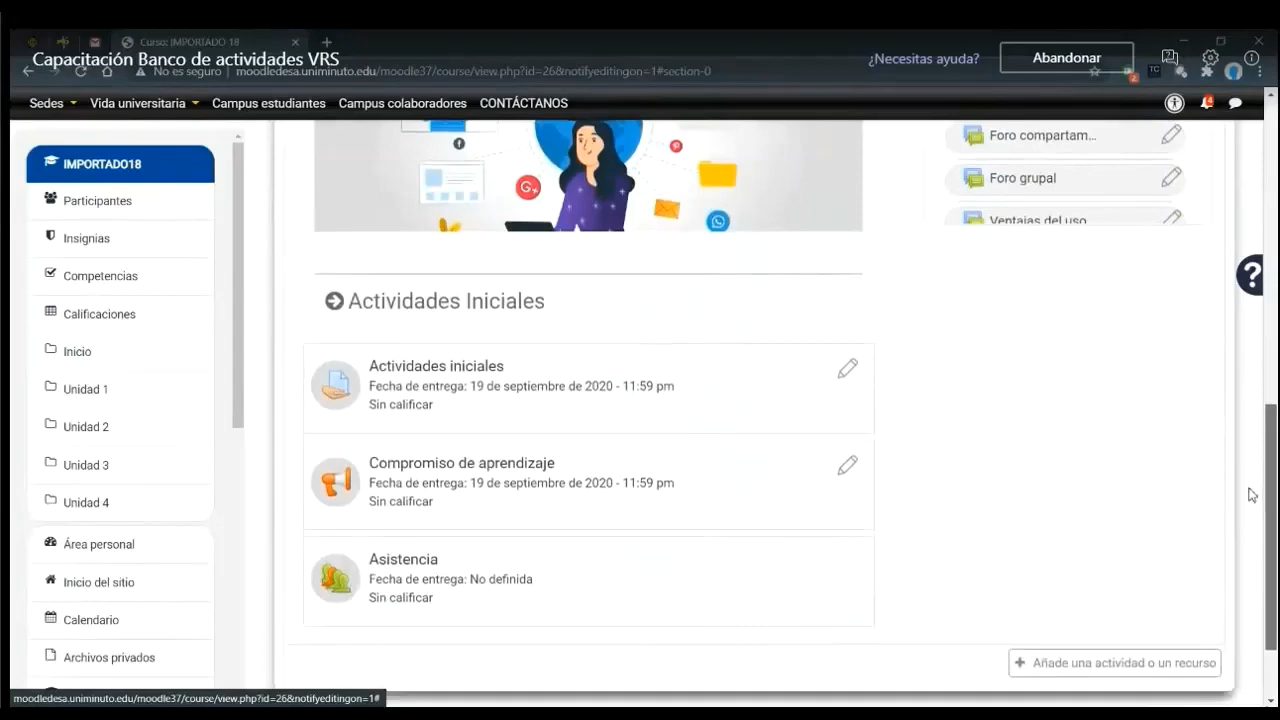 Curso: IMPORTADO 18
Capacitación Banco de actividades VRS
¿Necesitas ayuda?
Abandonar
No es seguro | moodledesa.uniminuto.edu/moodle37/course/view.php?id=26&notifyeditingon=1#section-0
TC
2
Sedes
Vida universitaria
Campus estudiantes
Campus colaboradores
CONTÁCTANOS
4
IMPORTADO18
Participantes
Insignias
Competencias
Calificaciones
Inicio
Unidad 1
Unidad 2
Unidad 3
Unidad 4
Área personal
Inicio del sitio
Calendario
Archivos privados
G+
Foro compartam...
Foro grupal
Ventajas del uso
?
Actividades Iniciales
Actividades iniciales
Fecha de entrega: 19 de septiembre de 2020 - 11:59 pm
Sin calificar
Compromiso de aprendizaje
Fecha de entrega: 19 de septiembre de 2020 - 11:59 pm
Sin calificar
Asistencia
Fecha de entrega: No definida
Sin calificar
+ Añade una actividad o un recurso
moodledesa.uniminuto.edu/moodle37/course/view.php?id=26&notifyeditingon=1#